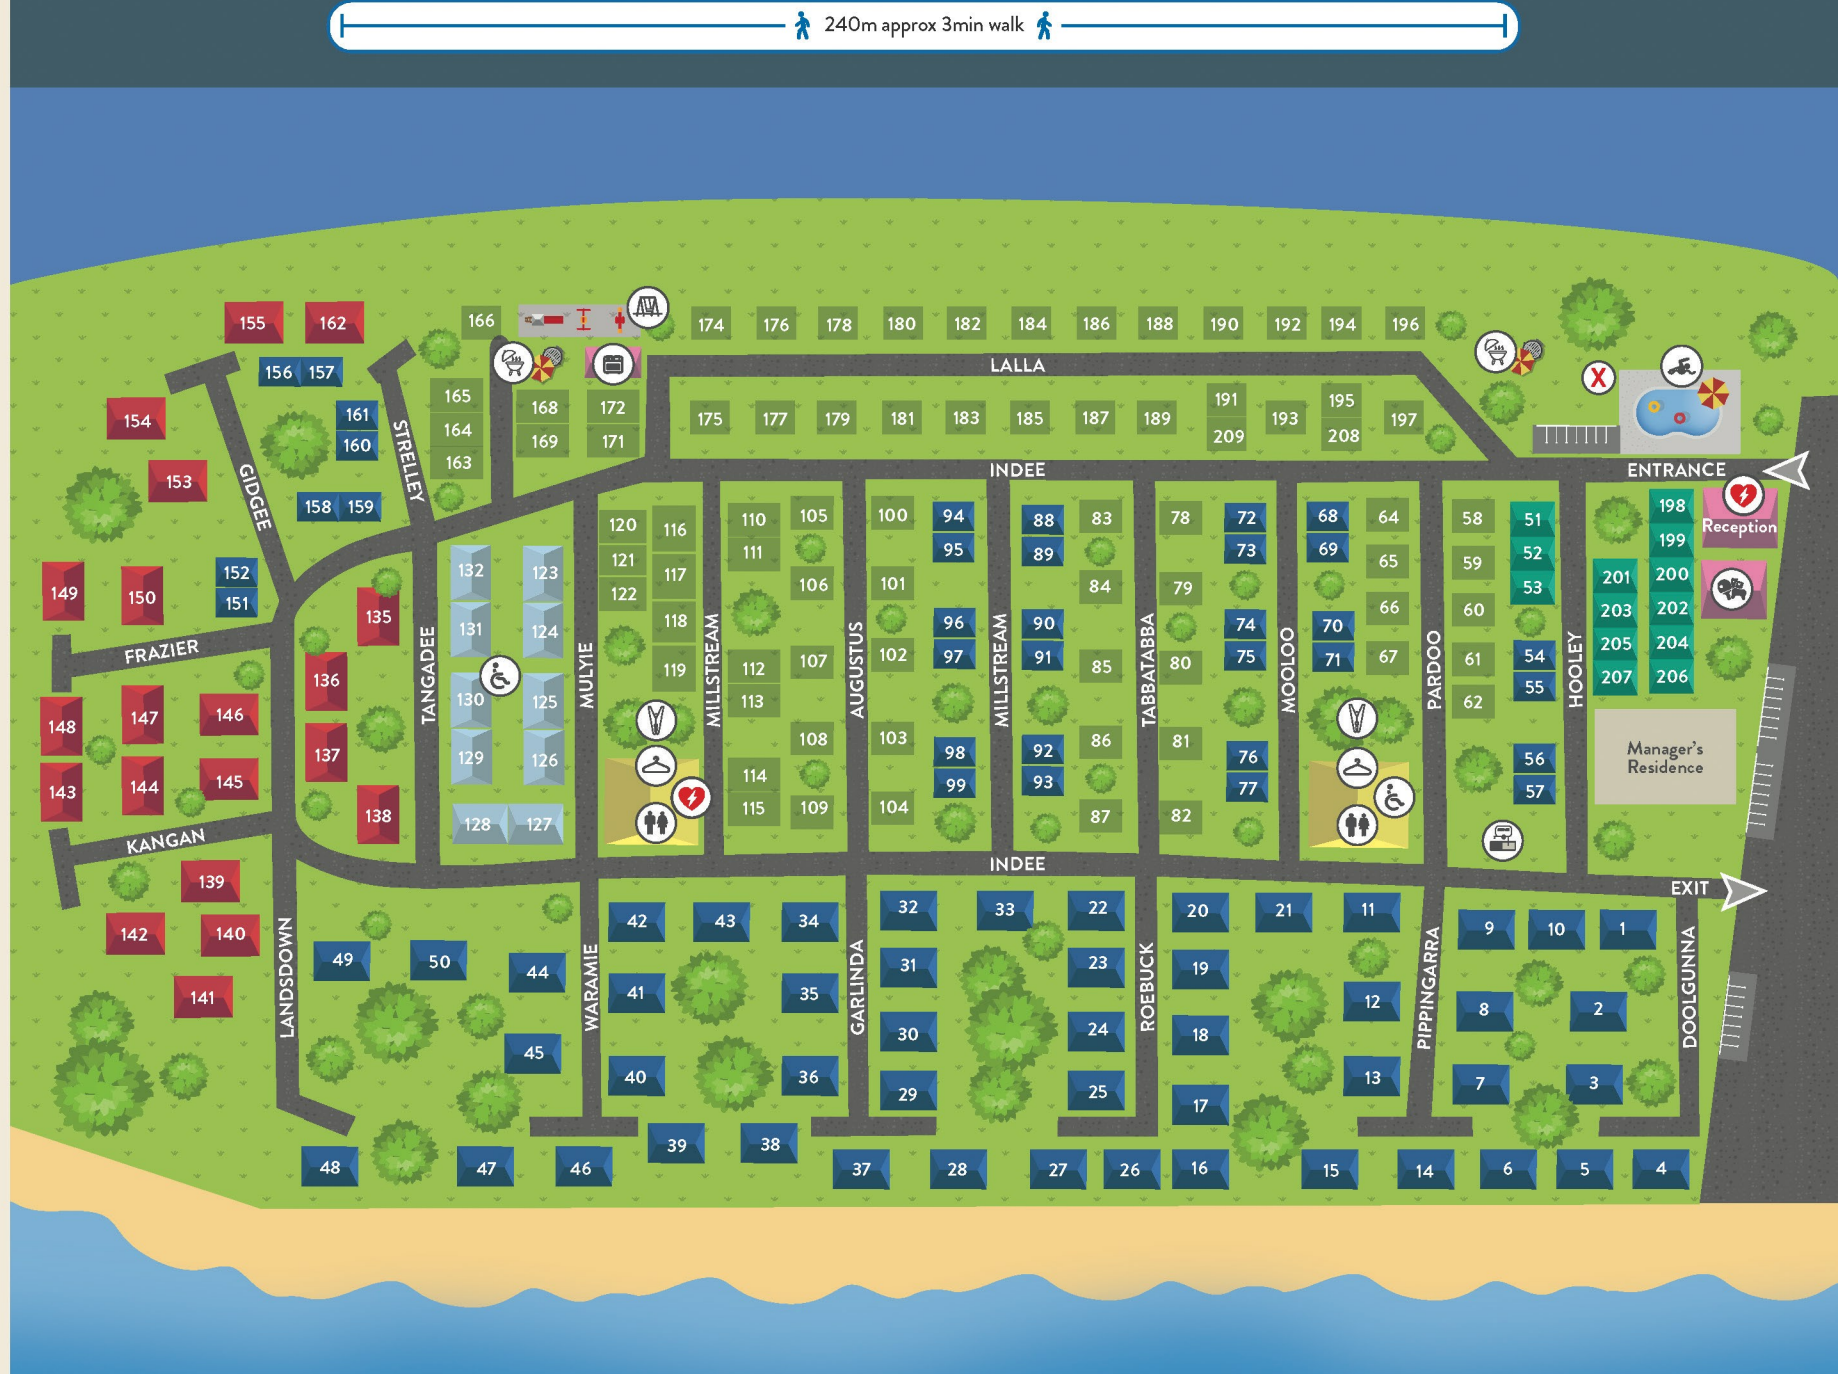 240m approx 3min walk
155 162 166 174 176 178 180 182 184 186 188 190 192 194 196
LALLA
156 157
165 168 172
154 161 175 177 179 181 183 185 187 189 191 193 195 197
164 160 169 171 209 208
STRELLEY
163
INDEE
ENTRANCE
153
GIDGEE
158 159
120 116 110 105 100 94 88 83 78 72 68 64 58 51 198
Reception
121 111 95 89 73 69 52 199
132 123 117 65 59
152 122 106 101 84 79 53 201 200
149 150 151
135 131 124 118 96 90 74 70 66 60 203 202
FRAZIER
TANGADEE
MULYIE
MILLSTREAM
AUGUSTUS
MILLSTREAM
TABBATABBA
MOOLOO
PARDOO
HOOLEY
136 119 112 107 102 97 91 85 80 75 71 67 61 54 205 204
130 125 113 62 55 207 206
148 147 146
137 108 103 98 92 86 81 76 56
Manager's
Residence
129 126 114 99 93 77 57
143 144 145
138 128 127 115 109 104 87 82
KANGAN
INDEE
EXIT
139
142 140
141
LANDSDOWN
WARAMIE
GARLINDA
ROEBUCK
PIPPINGARRA
DOOLGUNNA
42 43 34 32 33 22 20 21 11 9 10 1
49 50 44 31 23 19
41 35 12 8 2
45 30 24 18
40 36 29 25 13 7 3
17
39 38
48 47 46 37 28 27 26 16 15 14 6 5 4
X